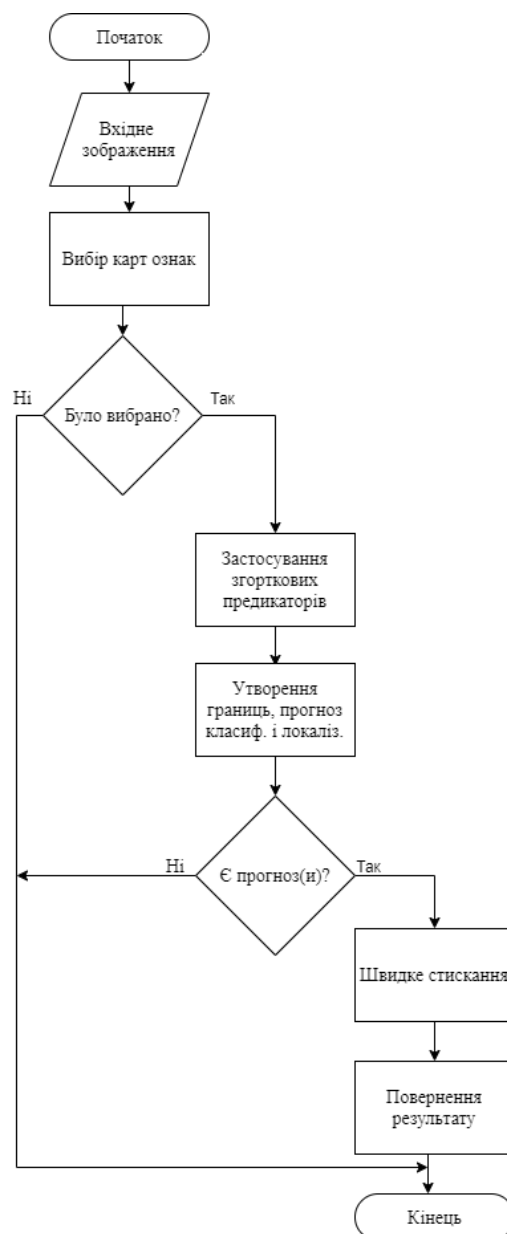 Початок
Вхідне
зображення
Вибір карт ознак
Ні
Так
Було вибрано?
Застосування
згорткових
предикаторів
Утворення
границь, прогноз
класиф. і локаліз.
Ні
Так
Є прогноз(и)?
Швидке стискання
Повернення
результату
Кінець